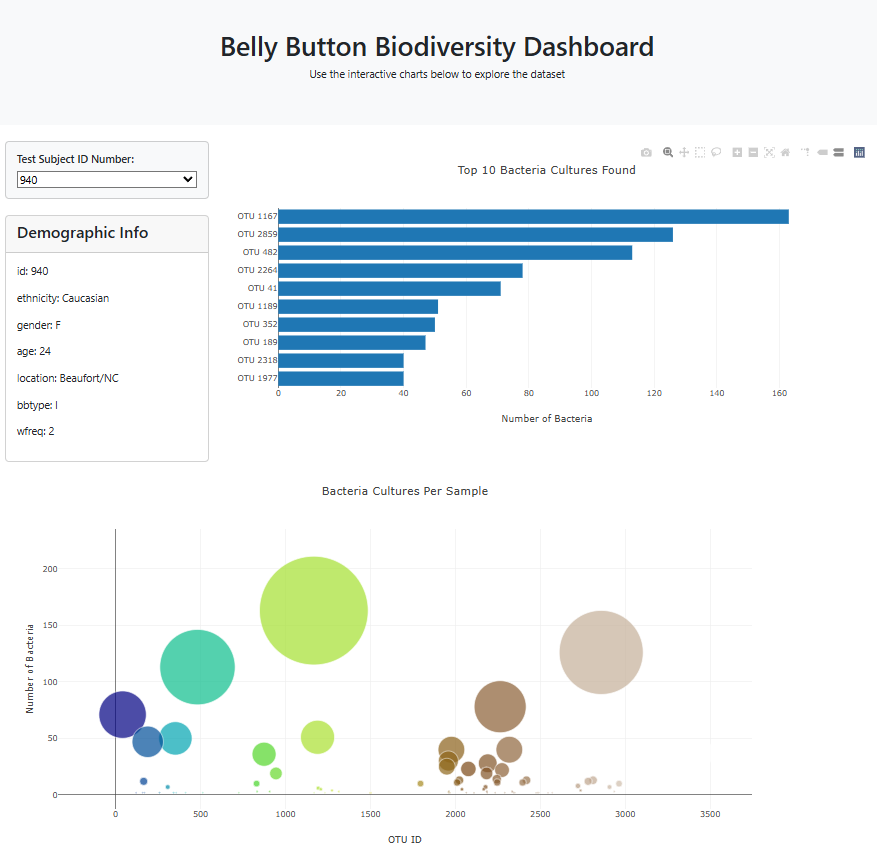 Belly Button Biodiversity Dashboard
Use the interactive charts below to explore the dataset
Test Subject ID Number:
940
Demographic Info
id: 940
ethnicity: Caucasian
gender: F
age: 24
location: Beaufort/NC
bbtype: I
wfreq: 2
Top 10 Bacteria Cultures Found
OTU 1167
OTU 2859
OTU 482
OTU 2264
OTU 41
OTU 1189
OTU 352
OTU 189
OTU 2318
OTU 1977
0 20 40 60 80 100 120 140 160
Number of Bacteria
Bacteria Cultures Per Sample
Number of Bacteria
200
150
100
50
0
0 500 1000 1500 2000 2500 3000 3500
OTU ID